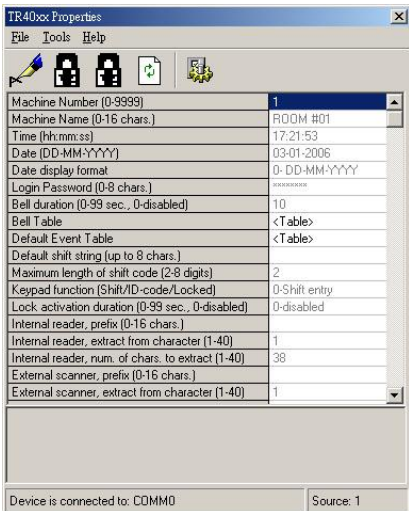 TR40xx Properties
File Tools Help
Machine Number (0-9999) 1
Machine Name (0-16 chars.) ROOM #01
Time (hh:mm:ss) 17:21:53
Date (DD-MM-YYYY) 03-01-2006
Date display format 0- DD-MM-YYYY
Login Password (0-8 chars.) xxxxxxxx
Bell duration (0-99 sec., 0-disabled) 10
Bell Table <Table>
Default Event Table <Table>
Default shift string (up to 8 chars.)
Maximum length of shift code (2-8 digits) 2
Keypad function (Shift/ID-code/Locked) 0-Shift entry
Lock activation duration (0-99 sec., 0-disabled) 0-disabled
Internal reader, prefix (0-16 chars.)
Internal reader, extract from character (1-40) 1
Internal reader, num. of chars. to extract (1-40) 38
External scanner, prefix (0-16 chars.)
External scanner, extract from character (1-40) 1
Device is connected to: COMM0 Source: 1